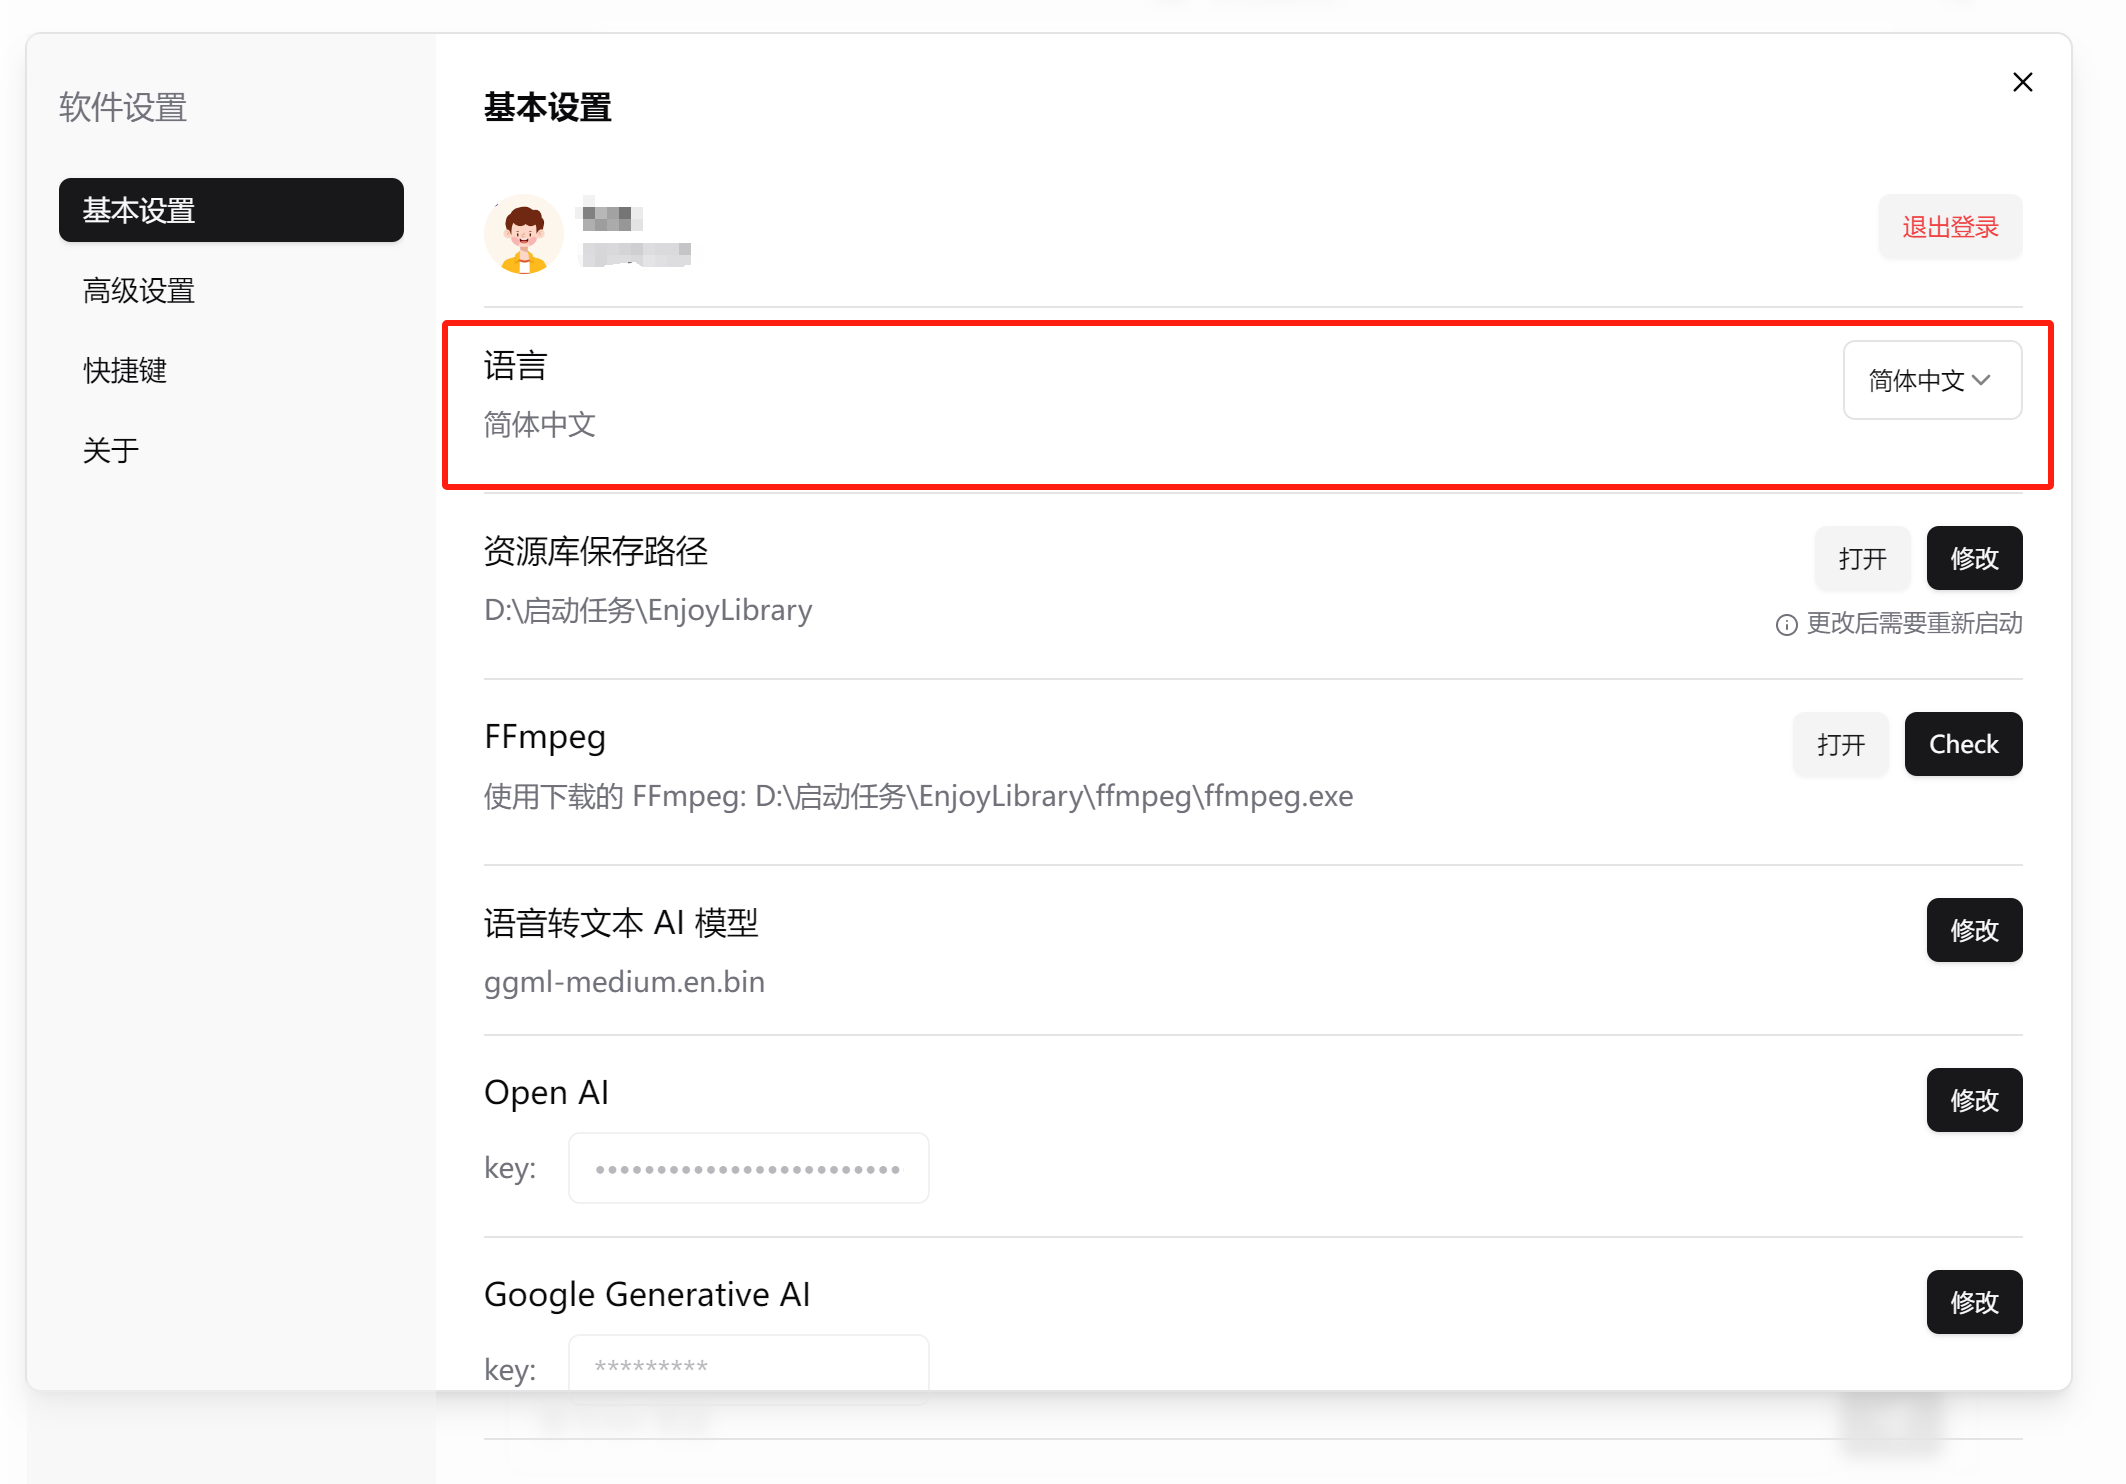 软件设置
基本设置
高级设置
快捷键
关于
基本设置
退出登录
语言
简体中文
简体中文
资源库保存路径
D:\启动任务\EnjoyLibrary
打开
修改
更改后需要重新启动
FFmpeg
使用下载的 FFmpeg: D:\启动任务\EnjoyLibrary\ffmpeg\ffmpeg.exe
打开
Check
语音转文本 AI 模型
ggml-medium.en.bin
修改
Open AI
key: •••••••••••••••••••••••••
修改
Google Generative AI
key: *********
修改